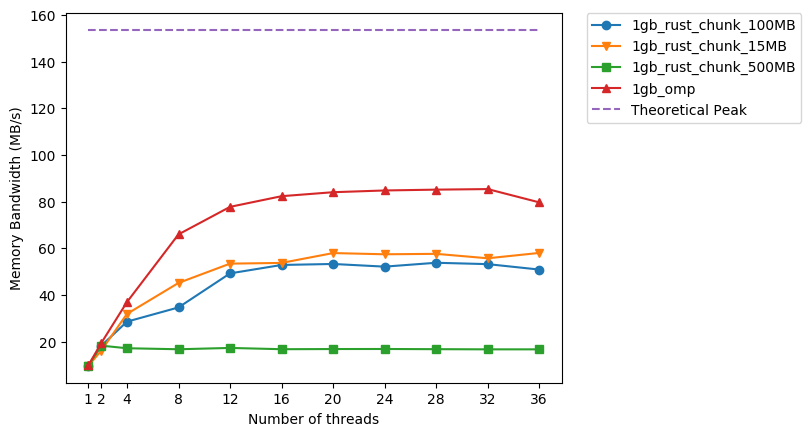 160
140
120
100
80
60
40
20
Memory Bandwidth (MB/s)
1 2 4 8 12 16 20 24 28 32 36
Number of threads
1gb_rust_chunk_100MB
1gb_rust_chunk_15MB
1gb_rust_chunk_500MB
1gb_omp
Theoretical Peak